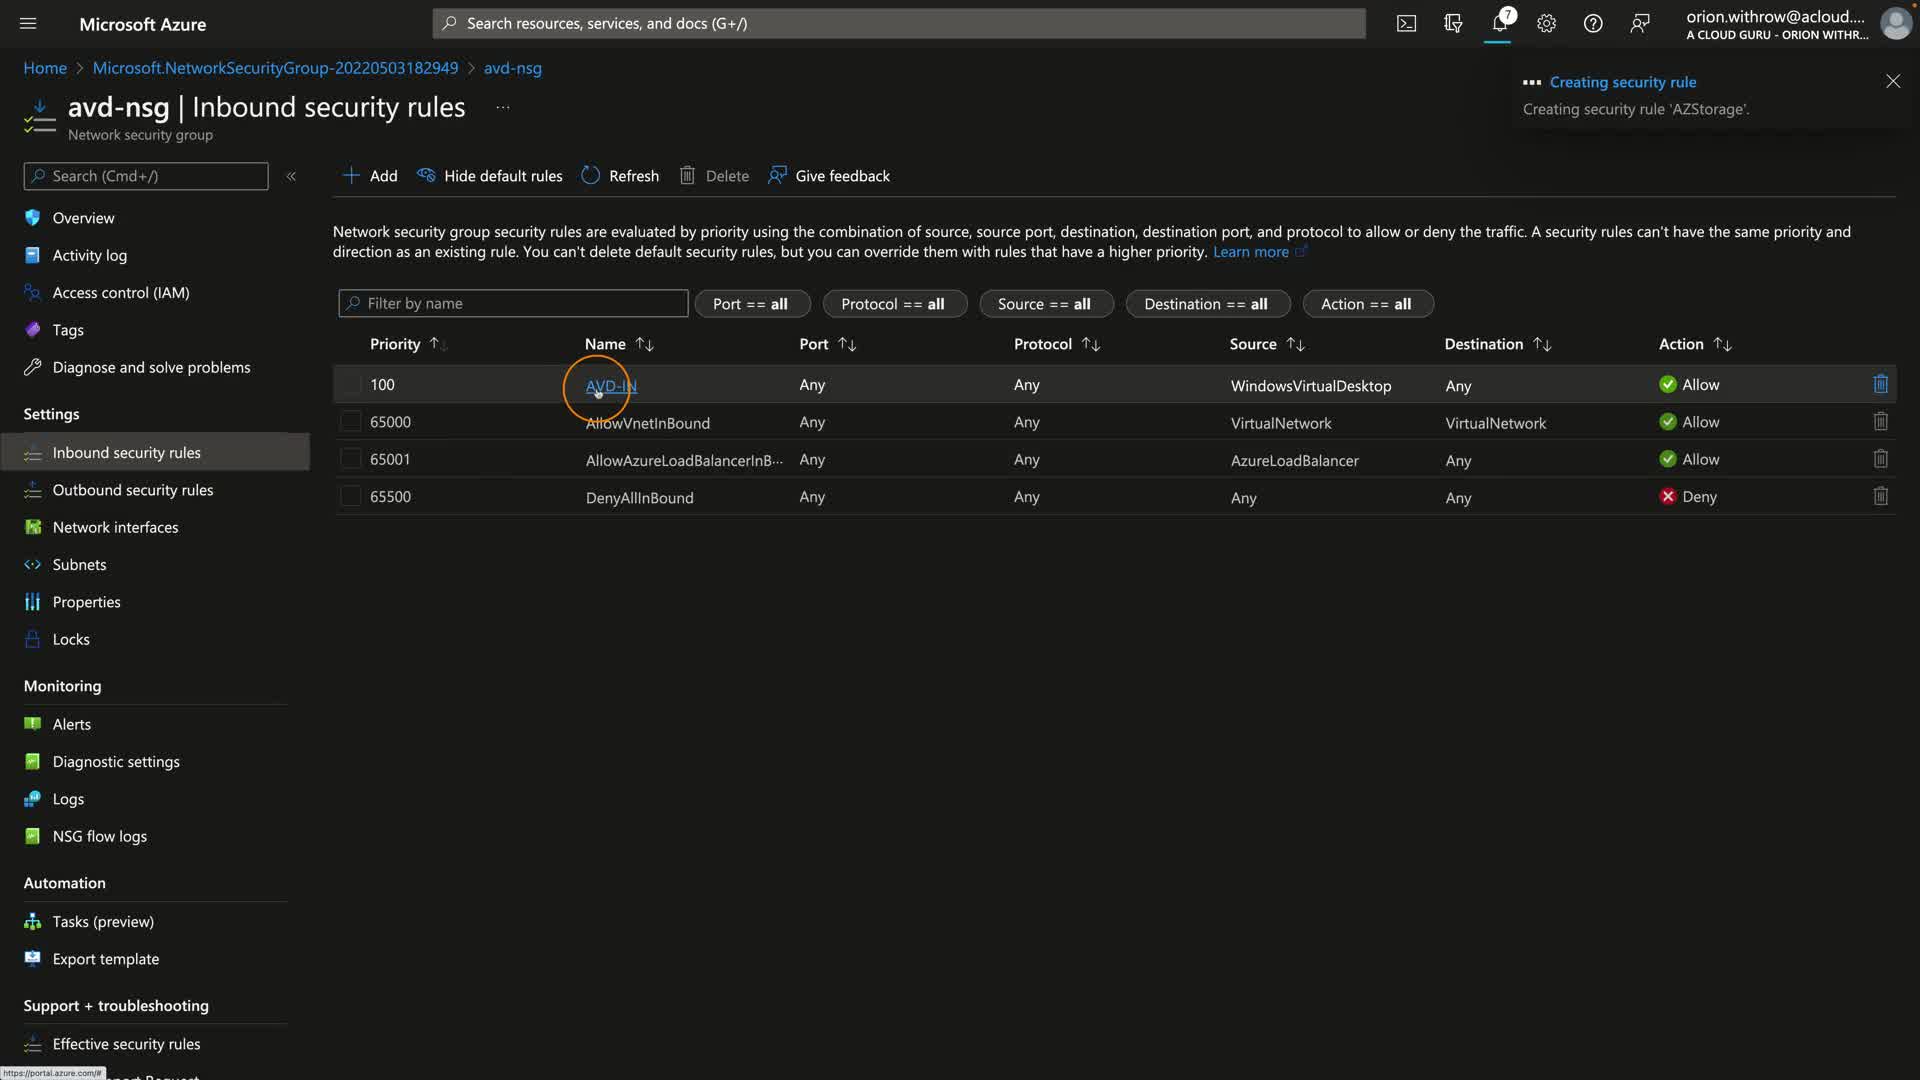 Microsoft Azure
Search resources, services, and docs (G+/)
7
orion.withrow@acloud....
A CLOUD GURU - ORION WITHR...
Home > Microsoft.NetworkSecurityGroup-20220503182949 > avd-nsg
Creating security rule
Creating security rule 'AZStorage'.
avd-nsg | Inbound security rules ...
Network security group
Search (Cmd+/) «
Add Hide default rules Refresh Delete Give feedback
Overview
Activity log
Access control (IAM)
Tags
Diagnose and solve problems
Settings
Inbound security rules
Outbound security rules
Network interfaces
Subnets
Properties
Locks
Monitoring
Alerts
Diagnostic settings
Logs
NSG flow logs
Automation
Tasks (preview)
Export template
Support + troubleshooting
Effective security rules
https://portal.azure.com/#
Network security group security rules are evaluated by priority using the combination of source, source port, destination, destination port, and protocol to allow or deny the traffic. A security rules can't have the same priority and
direction as an existing rule. You can't delete default security rules, but you can override them with rules that have a higher priority. Learn more
Filter by name Port == all Protocol == all Source == all Destination == all Action == all
Priority ↑↓ Name ↑↓ Port ↑↓ Protocol ↑↓ Source ↑↓ Destination ↑↓ Action ↑↓
100 AVD-IN Any Any WindowsVirtualDesktop Any Allow
65000 AllowVnetInBound Any Any VirtualNetwork VirtualNetwork Allow
65001 AllowAzureLoadBalancerInB... Any Any AzureLoadBalancer Any Allow
65500 DenyAllInBound Any Any Any Any Deny